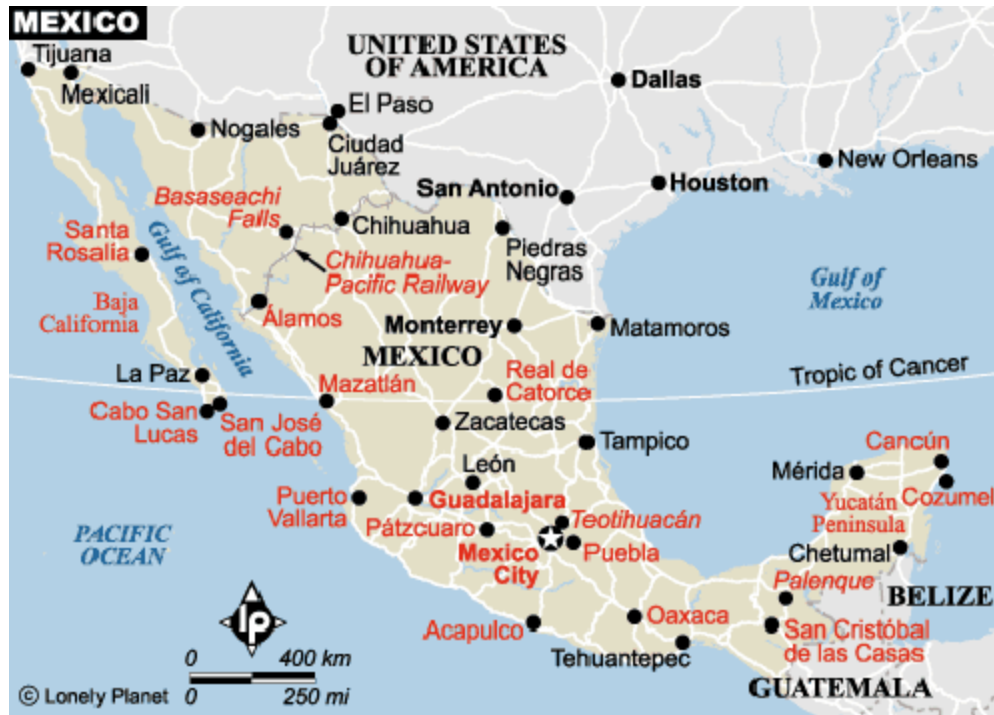 MEXICO
UNITED STATES
OF AMERICA
Tijuana
Mexicali
Dallas
El Paso
Nogales
Ciudad
Juárez
New Orleans
San Antonio
Houston
Basaseachi
Falls
Chihuahua
Santa
Rosalia
Gulf of California
Chihuahua-
Pacific Railway
Piedras
Negras
Gulf of
Mexico
Baja
California
Álamos
Monterrey
Matamoros
MEXICO
La Paz
Mazatlán
Real de
Catorce
Tropic of Cancer
Cabo San
Lucas
San José
del Cabo
Zacatecas
Tampico
Cancún
León
Mérida
Puerto
Vallarta
Guadalajara
Yucatán
Peninsula
Cozumel
PACIFIC
OCEAN
Pátzcuaro
Teotihuacán
Mexico
City
Puebla
Chetumal
Palenque
BELIZE
lp
Acapulco
Oaxaca
San Cristóbal
de las Casas
Tehuantepec
0 400 km
0 250 mi
© Lonely Planet
GUATEMALA